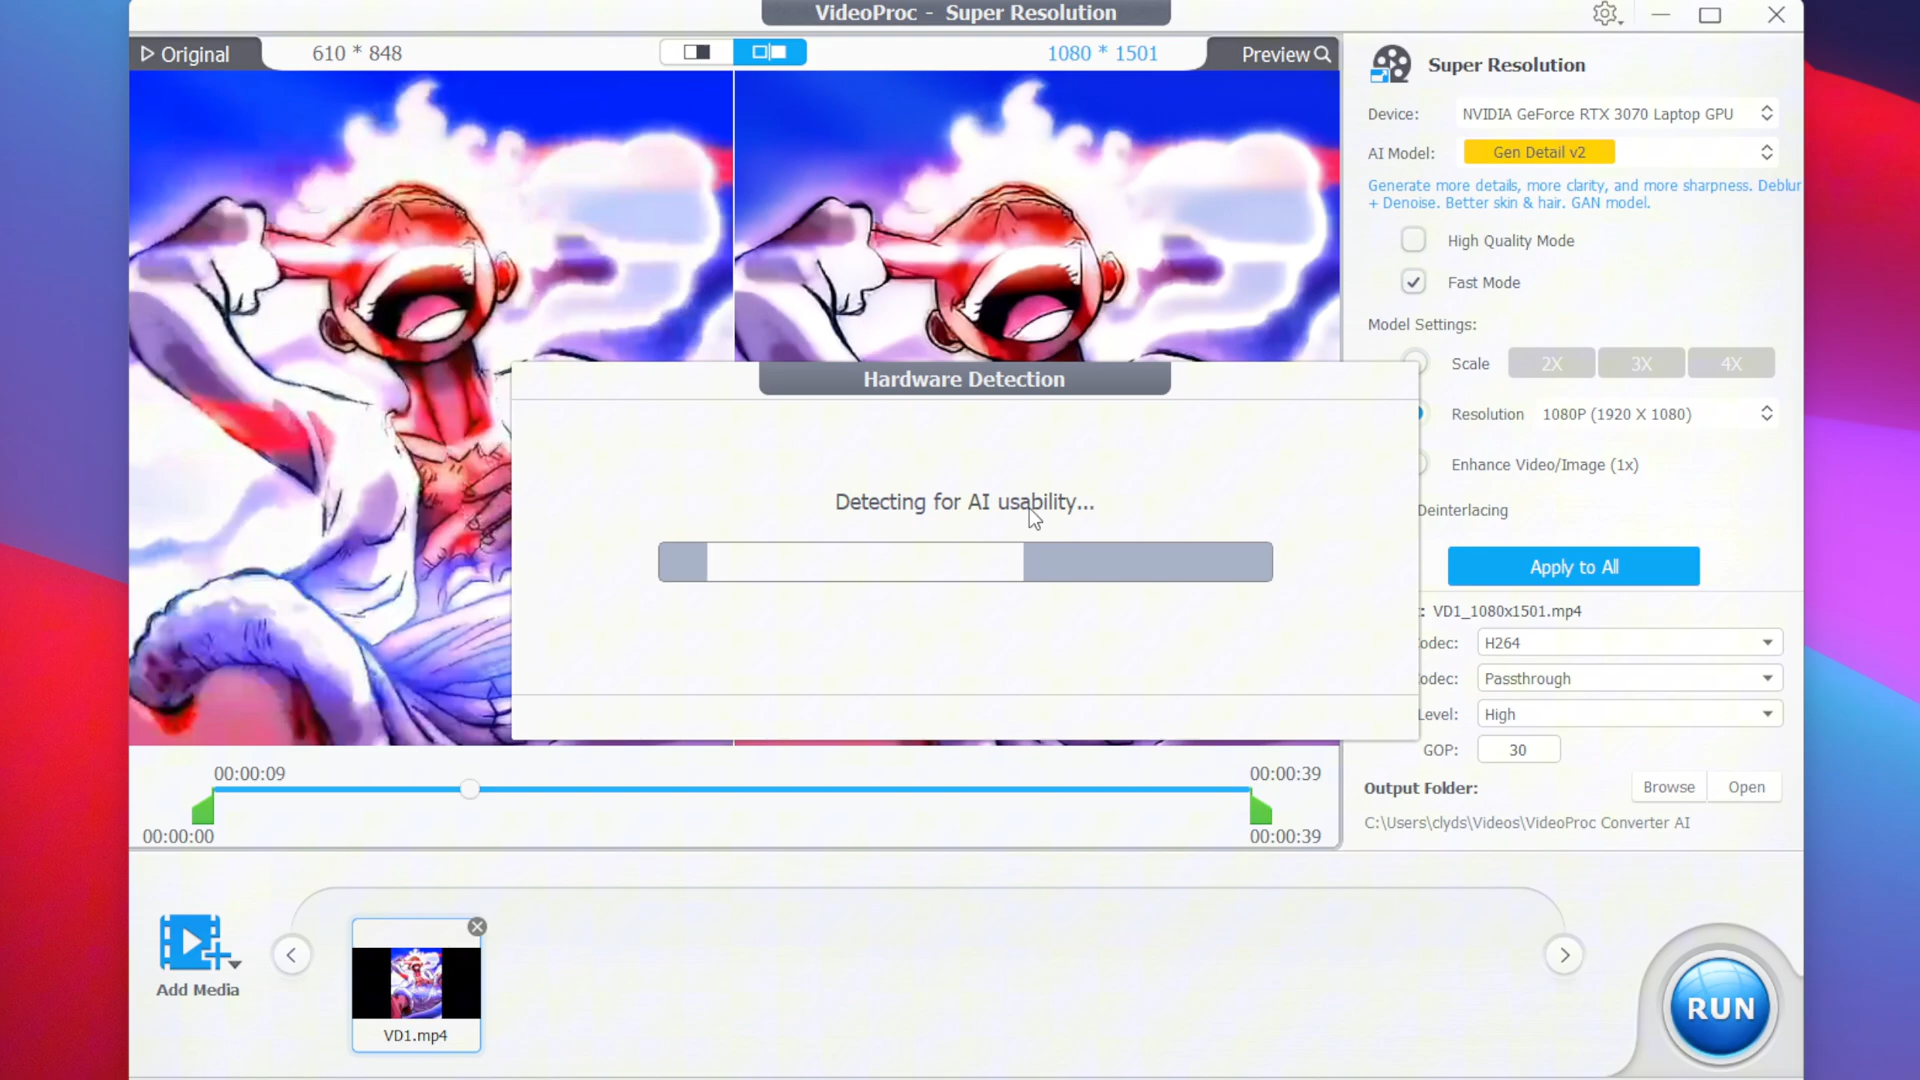 VideoProc - Super Resolution
Original
610 * 848
1080 * 1501
Preview
Super Resolution
Device:
NVIDIA GeForce RTX 3070 Laptop GPU
AI Model:
Gen Detail v2
Generate more details, more clarity, and more sharpness. Deblur
+ Denoise. Better skin & hair. GAN model.
High Quality Mode
Fast Mode
Model Settings:
Scale
2X
3X
4X
Hardware Detection
Resolution
1080P (1920 X 1080)
Enhance Video/Image (1x)
Detecting for AI usability...
Deinterlacing
Apply to All
: VD1_1080x1501.mp4
odec:
H264
odec:
Passthrough
Level:
High
GOP:
30
00:00:09
00:00:39
00:00:00
00:00:39
Output Folder:
Browse
Open
C:\Users\clyds\Videos\VideoProc Converter AI
Add Media
VD1.mp4
RUN